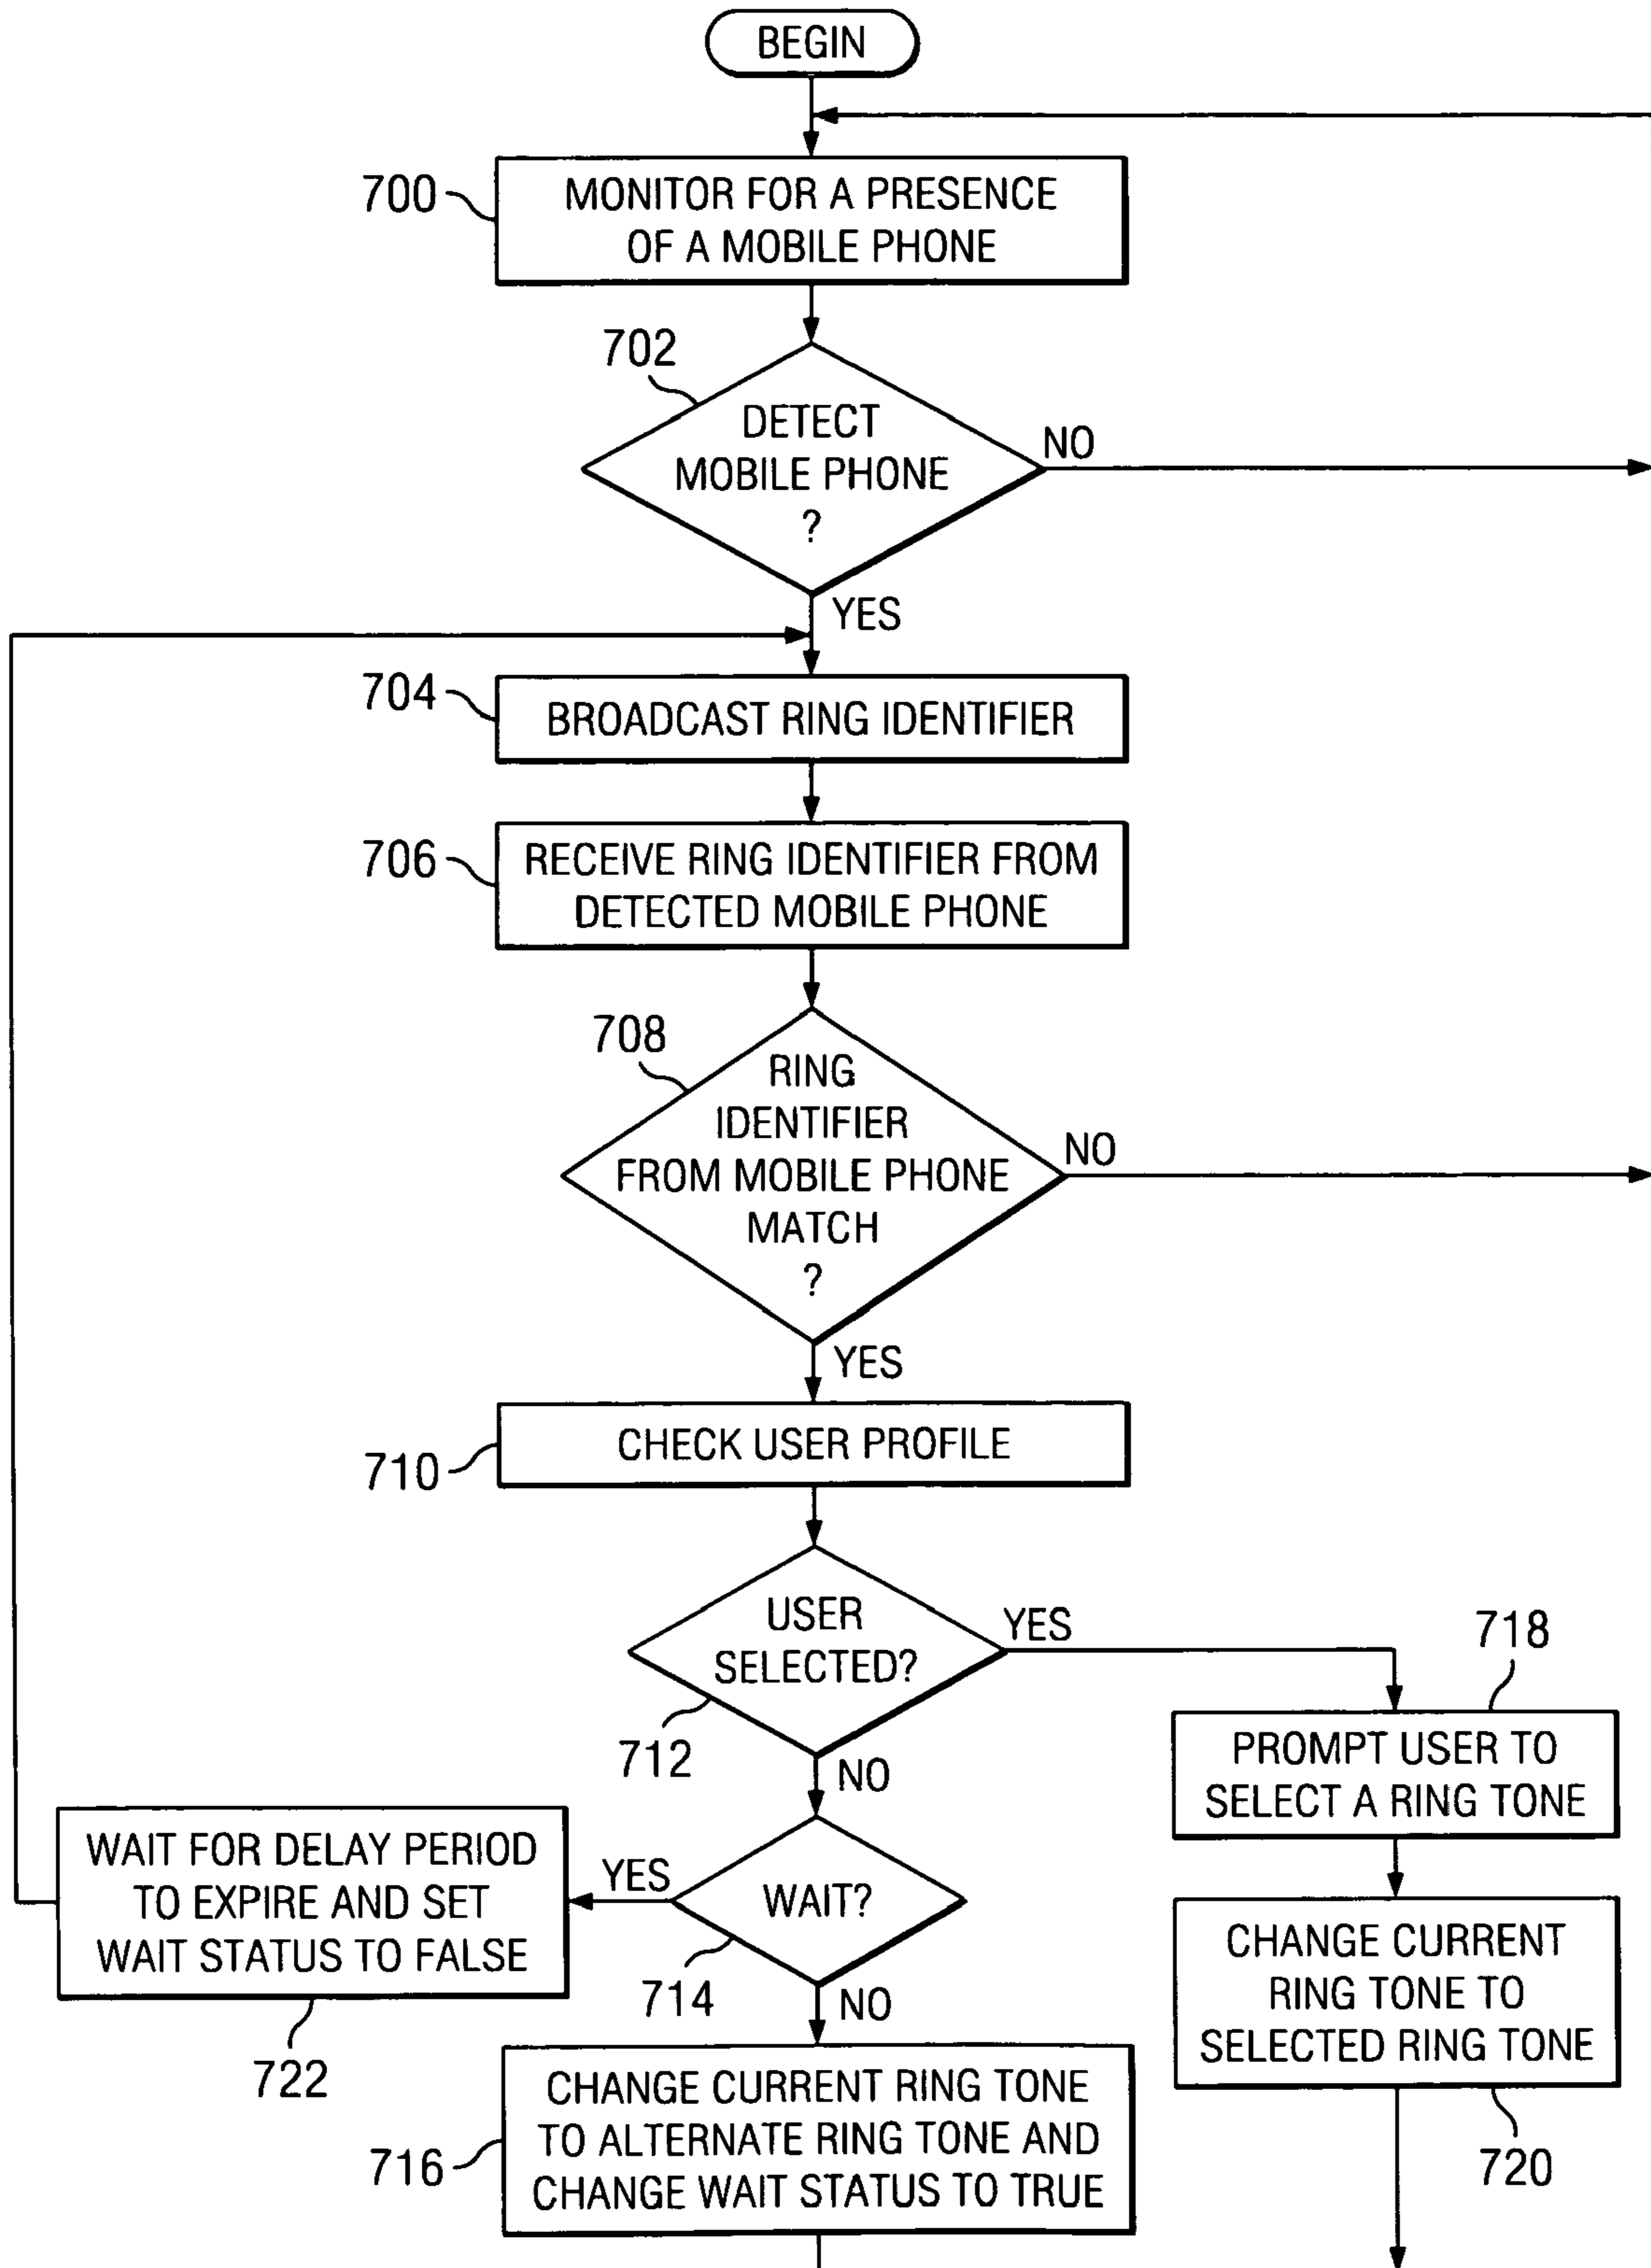 BEGIN
700
MONITOR FOR A PRESENCE
OF A MOBILE PHONE
702
DETECT
MOBILE PHONE
?
NO
YES
704
BROADCAST RING IDENTIFIER
706
RECEIVE RING IDENTIFIER FROM
DETECTED MOBILE PHONE
708
RING
IDENTIFIER
FROM MOBILE PHONE
MATCH
?
NO
YES
710
CHECK USER PROFILE
USER
SELECTED?
YES
712
NO
718
PROMPT USER TO
SELECT A RING TONE
WAIT FOR DELAY PERIOD
TO EXPIRE AND SET
WAIT STATUS TO FALSE
722
YES
WAIT?
714
NO
CHANGE CURRENT
RING TONE TO
SELECTED RING TONE
720
716
CHANGE CURRENT RING TONE
TO ALTERNATE RING TONE AND
CHANGE WAIT STATUS TO TRUE